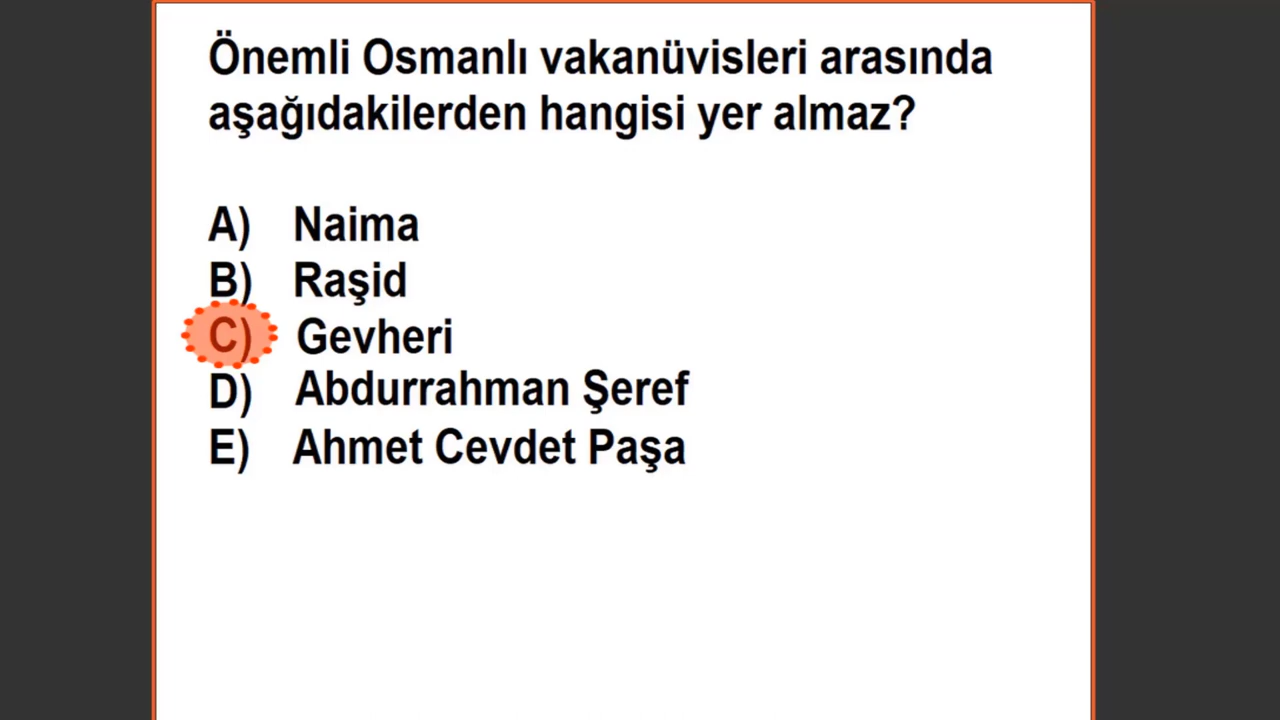 Önemli Osmanlı vakanüvisleri arasında
aşağıdakilerden hangisi yer almaz?
A) Naima
B) Raşid
C) Gevheri
D) Abdurrahman Şeref
E) Ahmet Cevdet Paşa